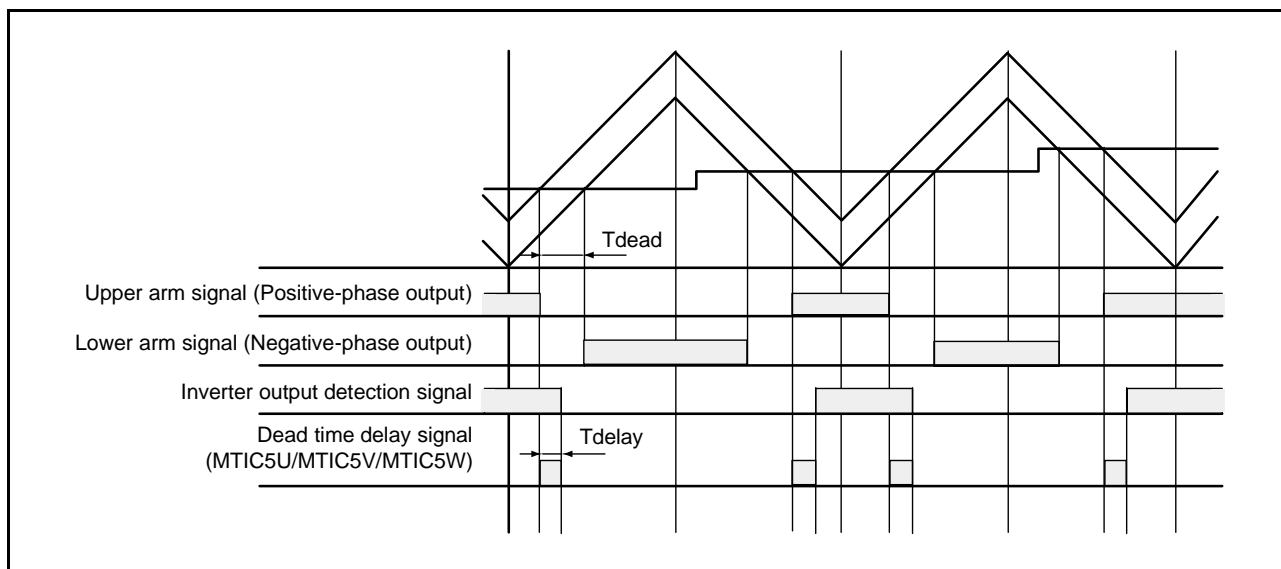 Tdead
Upper arm signal (Positive-phase output)
Lower arm signal (Negative-phase output)
Inverter output detection signal
Dead time delay signal
(MTIC5U/MTIC5V/MTIC5W)
Tdelay